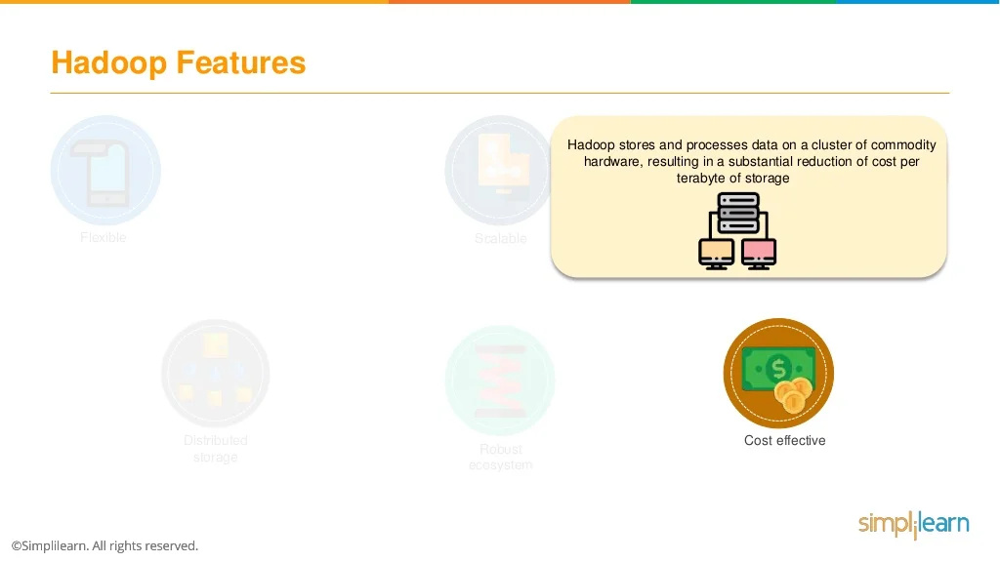 Hadoop Features
Hadoop stores and processes data on a cluster of commodity
hardware, resulting in a substantial reduction of cost per
terabyte of storage
Flexible
Scalable
Distributed
storage
Robust
ecosystem
Cost effective
simplilearn
©Simplilearn. All rights reserved.